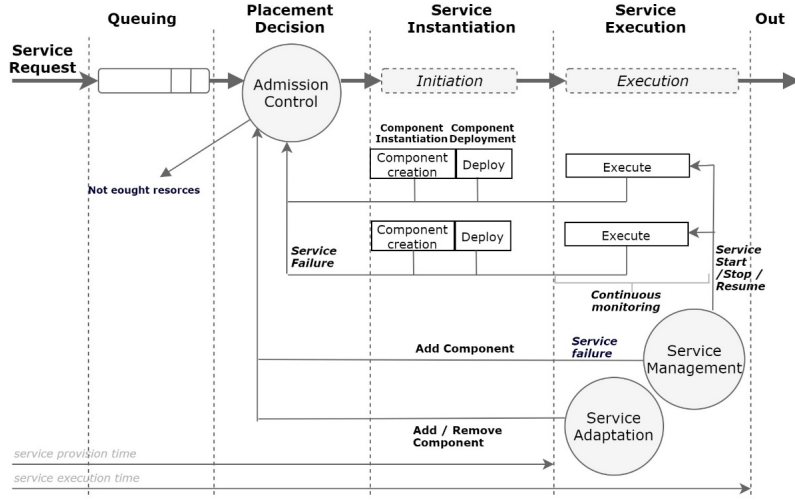 Queuing
Placement
Decision
Service
Instantiation
Service
Execution
Out
Service
Request
Admission
Control
Initiation
Execution
Component
Instantiation
Component
Deployment
Component
creation
Deploy
Execute
Not eought resorces
Component
creation
Deploy
Execute
Service
Failure
Service
Start
/Stop /
Resume
Continuous
monitoring
Add Component
Service
failure
Service
Management
Add / Remove
Component
Service
Adaptation
service provision time
service execution time